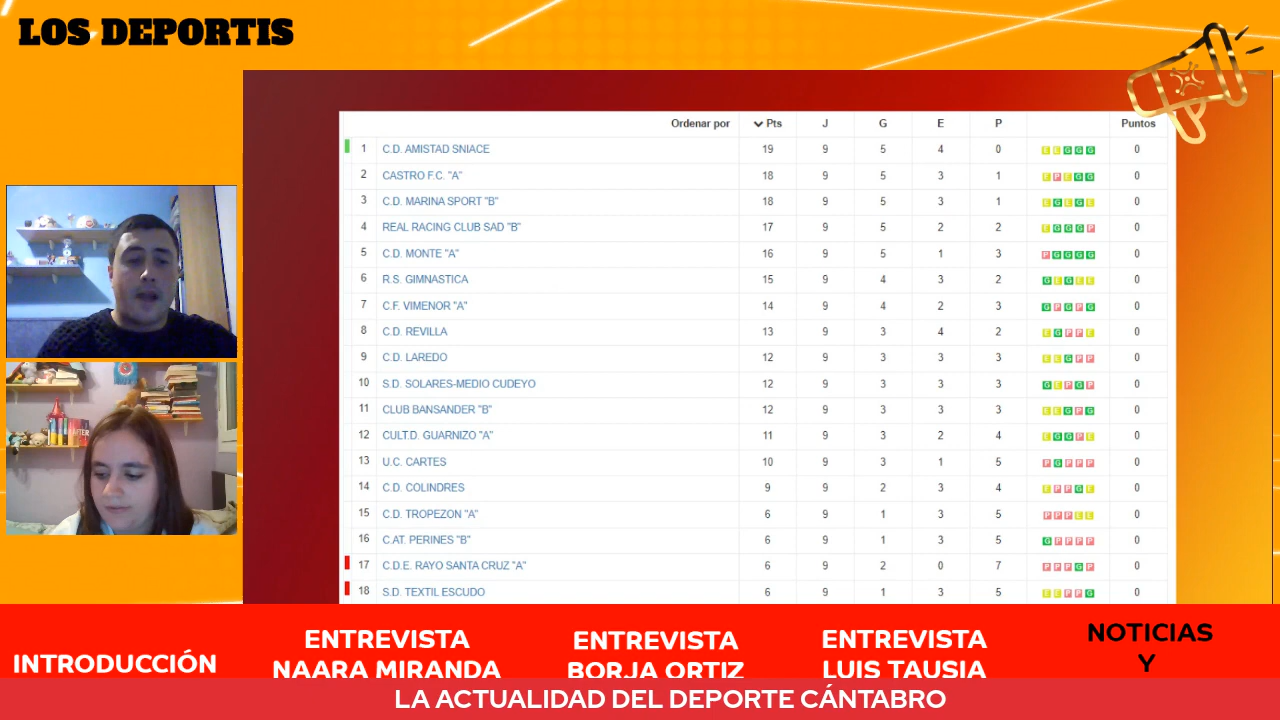 LOS DEPORTIS
Ordenar por Pts J G E P Puntos
1 C.D. AMISTAD SNIACE 19 9 5 4 0 E E G G G 0
2 CASTRO F.C. "A" 18 9 5 3 1 E P E G G 0
3 C.D. MARINA SPORT "B" 18 9 5 3 1 E G E G E 0
4 REAL RACING CLUB SAD "B" 17 9 5 2 2 E G G G P 0
5 C.D. MONTE "A" 16 9 5 1 3 P G G G G 0
6 R.S. GIMNASTICA 15 9 4 3 2 G E G E E 0
7 C.F. VIMENOR "A" 14 9 4 2 3 G P G P G 0
8 C.D. REVILLA 13 9 3 4 2 E G P P E 0
9 C.D. LAREDO 12 9 3 3 3 E E G P P 0
10 S.D. SOLARES-MEDIO CUDEYO 12 9 3 3 3 G E P G P 0
11 CLUB BANSANDER "B" 12 9 3 3 3 E E G P G 0
12 CULT.D. GUARNIZO "A" 11 9 3 2 4 E G G P E 0
13 U.C. CARTES 10 9 3 1 5 P G P P P 0
14 C.D. COLINDRES 9 9 2 3 4 E P P G E 0
15 C.D. TROPEZON "A" 6 9 1 3 5 P P P E E 0
16 C.AT. PERINES "B" 6 9 1 3 5 G P P P P 0
17 C.D.E. RAYO SANTA CRUZ "A" 6 9 2 0 7 P P P G P 0
18 S.D. TEXTIL ESCUDO 6 9 1 3 5 E E P P G 0
INTRODUCCIÓN
ENTREVISTA
NAARA MIRANDA
ENTREVISTA
BORJA ORTIZ
ENTREVISTA
LUIS TAUSIA
NOTICIAS
Y
LA ACTUALIDAD DEL DEPORTE CÁNTABRO